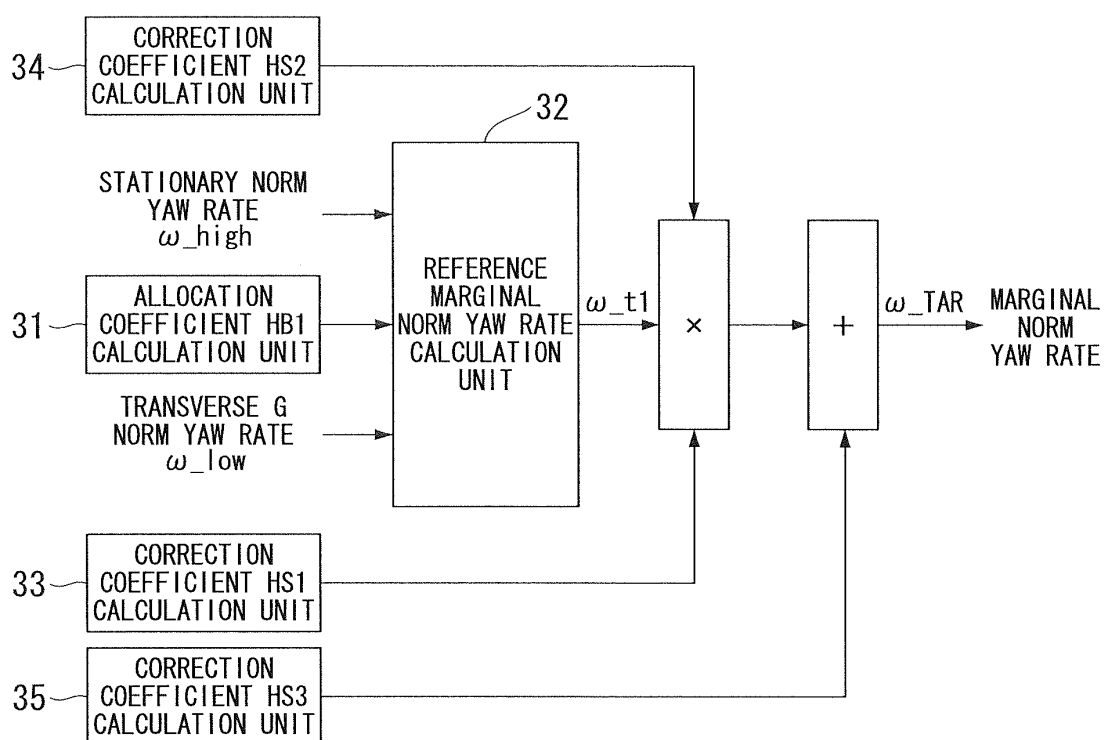 34
CORRECTION
COEFFICIENT HS2
CALCULATION UNIT
32
STATIONARY NORM
YAW RATE
ω_high
31
ALLOCATION
COEFFICIENT HB1
CALCULATION UNIT
TRANSVERSE G
NORM YAW RATE
ω_low
REFERENCE
MARGINAL
NORM YAW RATE
CALCULATION
UNIT
ω_t1
×
+
ω_TAR
MARGINAL
NORM
YAW RATE
33
CORRECTION
COEFFICIENT HS1
CALCULATION UNIT
35
CORRECTION
COEFFICIENT HS3
CALCULATION UNIT